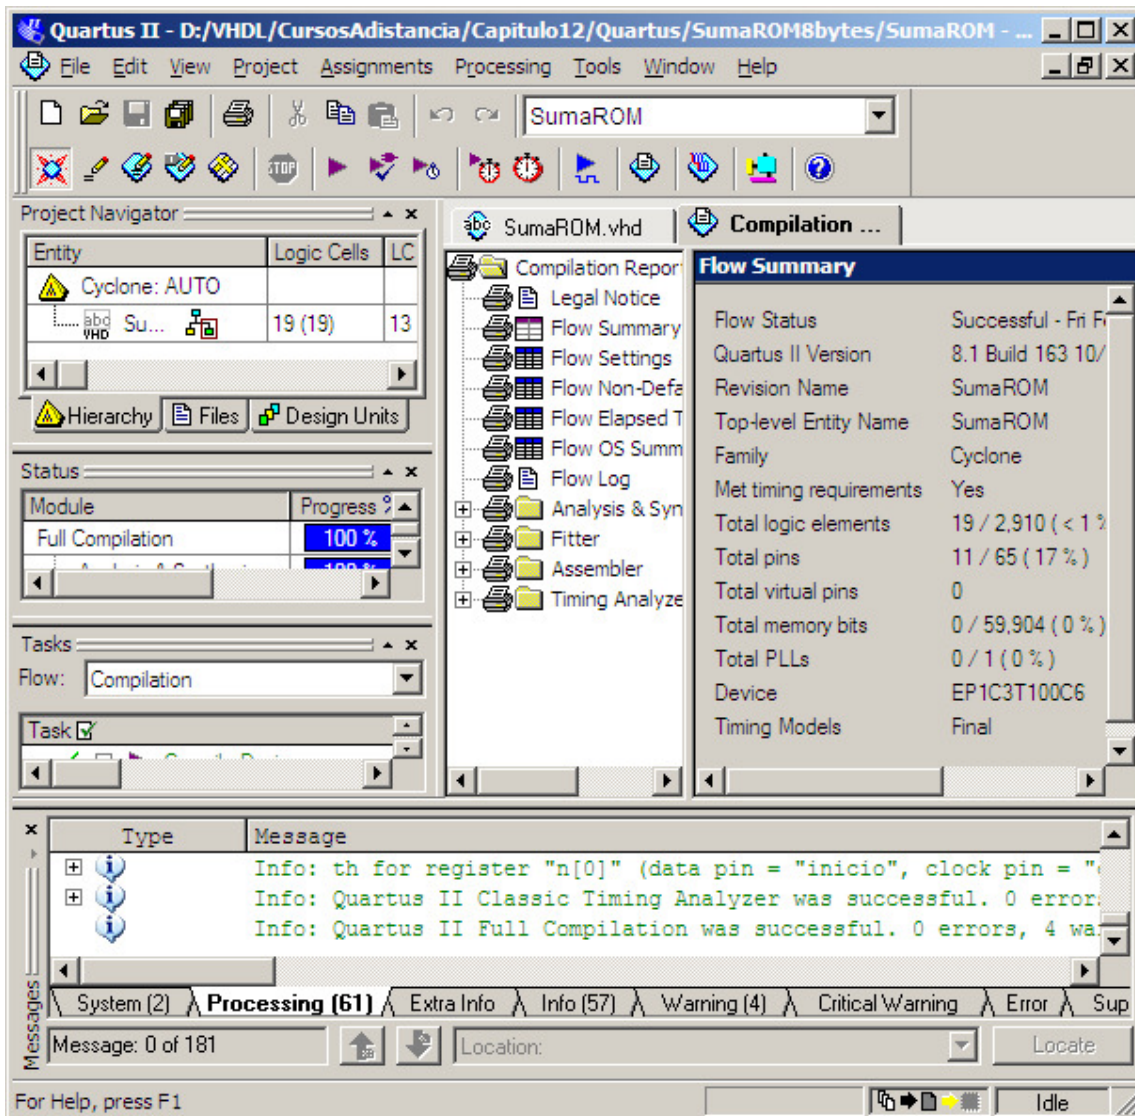 Quartus II - D:/VHDL/CursosAdistancia/Capitulo12/Quartus/SumaROM8bytes/SumaROM - ...
File Edit View Project Assignments Processing Tools Window Help
SumaROM
STOP
Project Navigator
Entity Logic Cells LC
Cyclone: AUTO
abc VHD Su... 19 (19) 13
Hierarchy Files Design Units
Status
Module Progress %
Full Compilation 100 %
100 %
Tasks
Flow: Compilation
Task
abc SumaROM.vhd Compilation ...
Compilation Repor
Legal Notice
Flow Summary
Flow Settings
Flow Non-Defa
Flow Elapsed T
Flow OS Summ
Flow Log
Analysis & Syn
Fitter
Assembler
Timing Analyze
Flow Summary
Flow Status Successful - Fri Fe
Quartus II Version 8.1 Build 163 10/
Revision Name SumaROM
Top-level Entity Name SumaROM
Family Cyclone
Met timing requirements Yes
Total logic elements 19 / 2,910 ( < 1 %
Total pins 11 / 65 ( 17 % )
Total virtual pins 0
Total memory bits 0 / 59,904 ( 0 % )
Total PLLs 0 / 1 ( 0 % )
Device EP1C3T100C6
Timing Models Final
Type Message
Info: th for register "n[0]" (data pin = "inicio", clock pin = "
Info: Quartus II Classic Timing Analyzer was successful. 0 error
Info: Quartus II Full Compilation was successful. 0 errors, 4 wa
System (2) Processing (61) Extra Info Info (57) Warning (4) Critical Warning Error Sup
Messages
Message: 0 of 181 Location: Locate
For Help, press F1 Idle